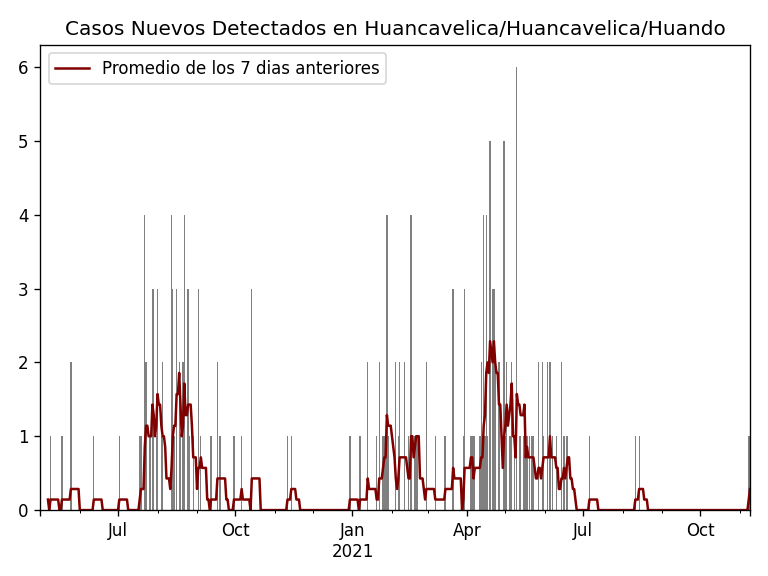 Casos Nuevos Detectados en Huancavelica/Huancavelica/Huando
Promedio de los 7 dias anteriores
6
5
4
3
2
1
0
Jul Oct Jan Apr Jul Oct
2021